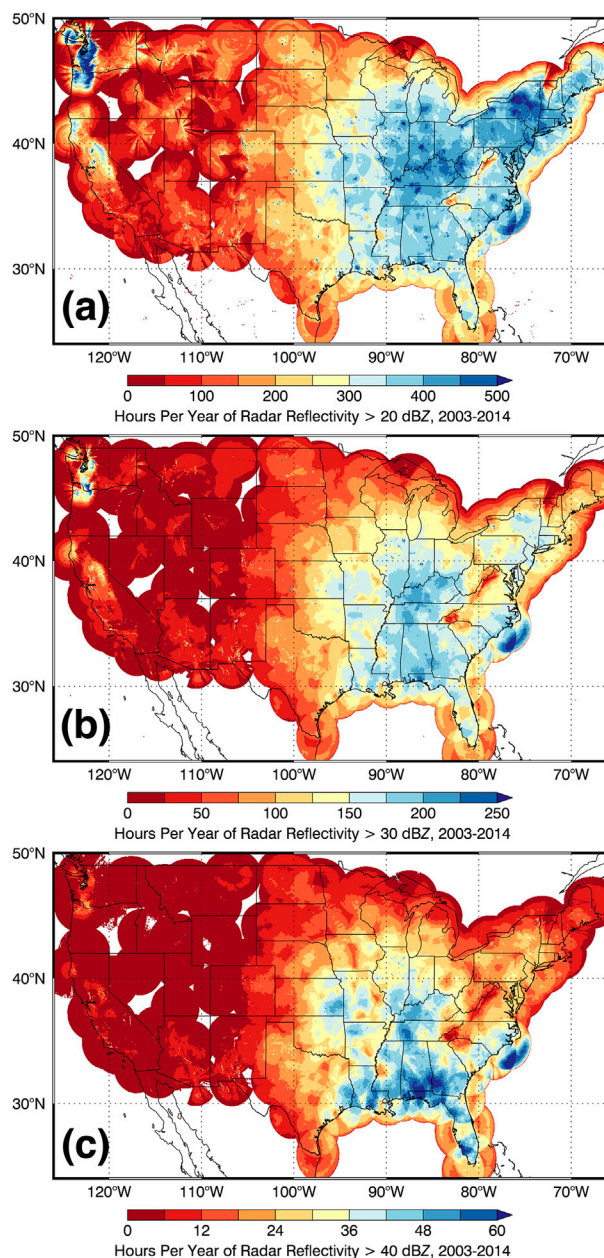 50°N
40°N
30°N
(a)
120°W 110°W 100°W 90°W 80°W 70°W
0 100 200 300 400 500
Hours Per Year of Radar Reflectivity > 20 dBZ, 2003-2014
50°N
40°N
30°N
(b)
120°W 110°W 100°W 90°W 80°W 70°W
0 50 100 150 200 250
Hours Per Year of Radar Reflectivity > 30 dBZ, 2003-2014
50°N
40°N
30°N
(c)
120°W 110°W 100°W 90°W 80°W 70°W
0 12 24 36 48 60
Hours Per Year of Radar Reflectivity > 40 dBZ, 2003-2014